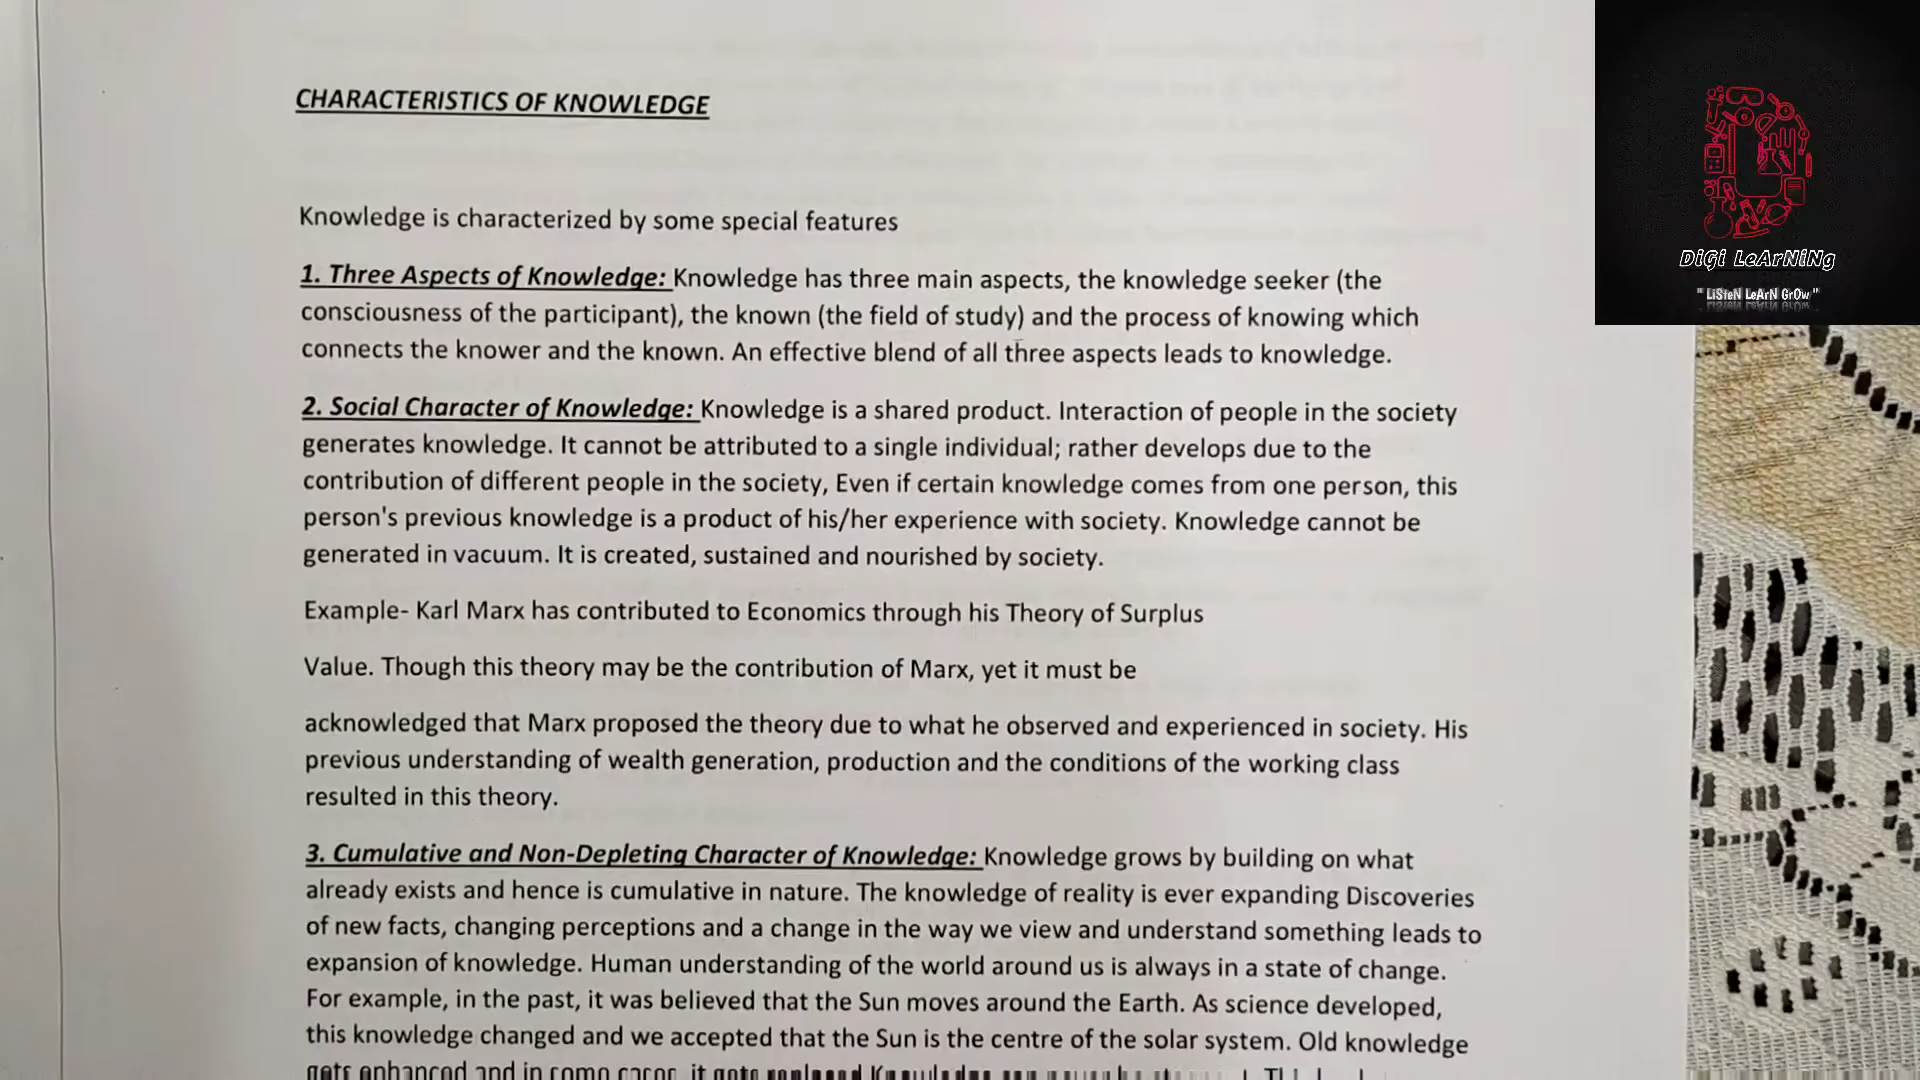 CHARACTERISTICS OF KNOWLEDGE
Knowledge is characterized by some special features
1. Three Aspects of Knowledge: Knowledge has three main aspects, the knowledge seeker (the
consciousness of the participant), the known (the field of study) and the process of knowing which
connects the knower and the known. An effective blend of all three aspects leads to knowledge.
2. Social Character of Knowledge: Knowledge is a shared product. Interaction of people in the society
generates knowledge. It cannot be attributed to a single individual; rather develops due to the
contribution of different people in the society, Even if certain knowledge comes from one person, this
person's previous knowledge is a product of his/her experience with society. Knowledge cannot be
generated in vacuum. It is created, sustained and nourished by society.
Example- Karl Marx has contributed to Economics through his Theory of Surplus
Value. Though this theory may be the contribution of Marx, yet it must be
acknowledged that Marx proposed the theory due to what he observed and experienced in society. His
previous understanding of wealth generation, production and the conditions of the working class
resulted in this theory.
3. Cumulative and Non-Depleting Character of Knowledge: Knowledge grows by building on what
already exists and hence is cumulative in nature. The knowledge of reality is ever expanding Discoveries
of new facts, changing perceptions and a change in the way we view and understand something leads to
expansion of knowledge. Human understanding of the world around us is always in a state of change.
For example, in the past, it was believed that the Sun moves around the Earth. As science developed,
this knowledge changed and we accepted that the Sun is the centre of the solar system. Old knowledge
gets enhanced and in some cases, it gets
DiGi LeArNiNg
" LiSteN LeArN GrOw "